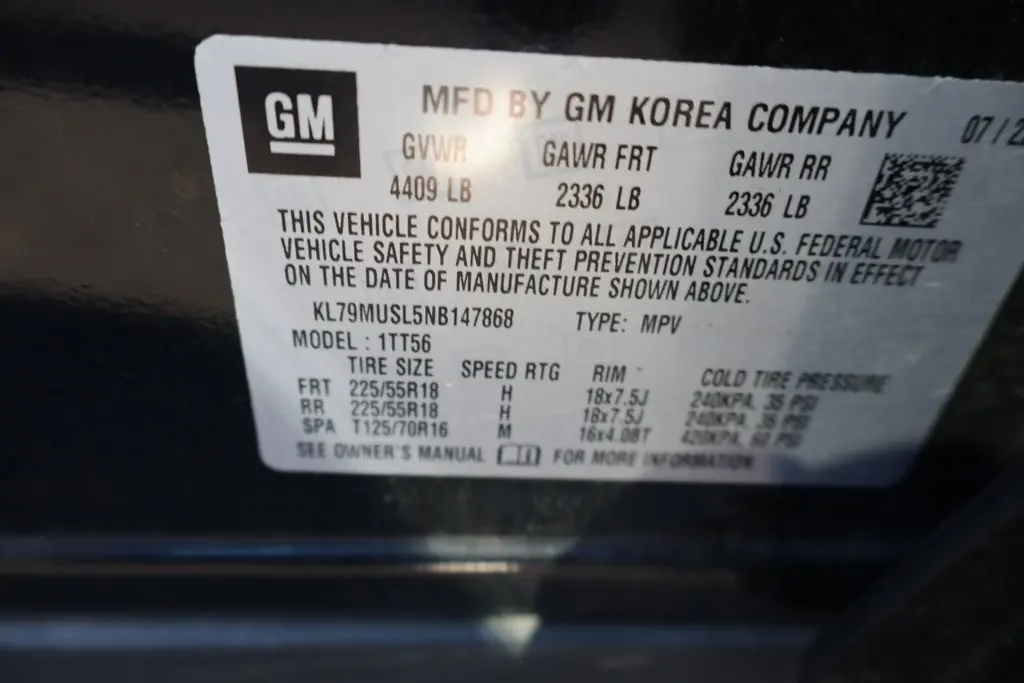 GM
MFD BY GM KOREA COMPANY 07/2
GVWR GAWR FRT GAWR RR
4409 LB 2336 LB 2336 LB
THIS VEHICLE CONFORMS TO ALL APPLICABLE U.S. FEDERAL MOTOR
VEHICLE SAFETY AND THEFT PREVENTION STANDARDS IN EFFECT
ON THE DATE OF MANUFACTURE SHOWN ABOVE.
KL79MUSL5NB147868 TYPE: MPV
MODEL : 1TT56
TIRE SIZE SPEED RTG RIM COLD TIRE PRESSURE
FRT 225/55R18 H 18x7.5J 240KPA, 35 PSI
RR 225/55R18 H 18x7.5J 240KPA, 35 PSI
SPA T125/70R16 M 16x4.0BT 420KPA, 60 PSI
SEE OWNER'S MANUAL FOR MORE INFORMATION